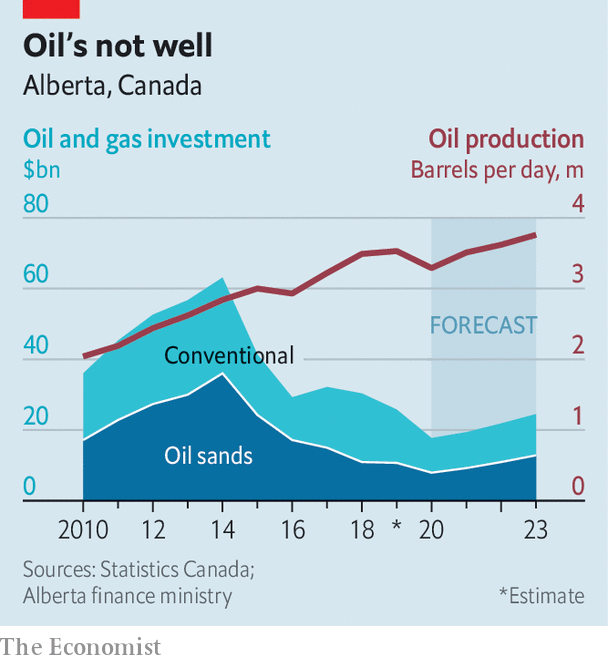 Oil's not well
Alberta, Canada
Oil and gas investment
$bn
Oil production
Barrels per day, m
80
60
40
20
0
4
3
2
1
0
FORECAST
Conventional
Oil sands
2010 12 14 16 18 * 20 23
Sources: Statistics Canada;
Alberta finance ministry
*Estimate
The Economist